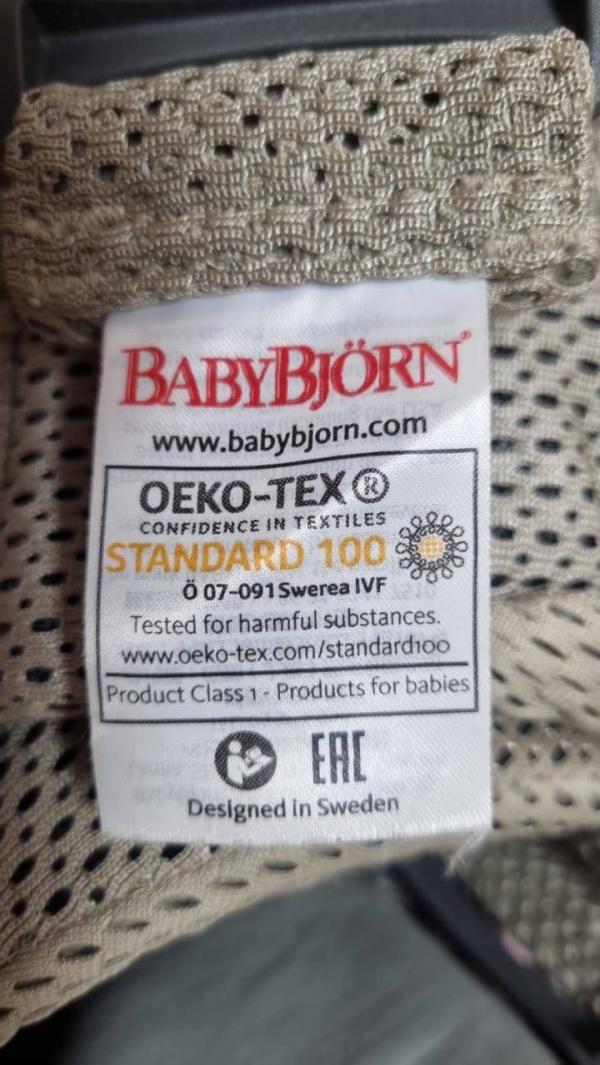 BABYBJÖRN®
www.babybjorn.com
OEKO-TEX®
CONFIDENCE IN TEXTILES
STANDARD 100
Ö 07-091 Swerea IVF
Tested for harmful substances.
www.oeko-tex.com/standard100
Product Class 1 - Products for babies
EAC
Designed in Sweden